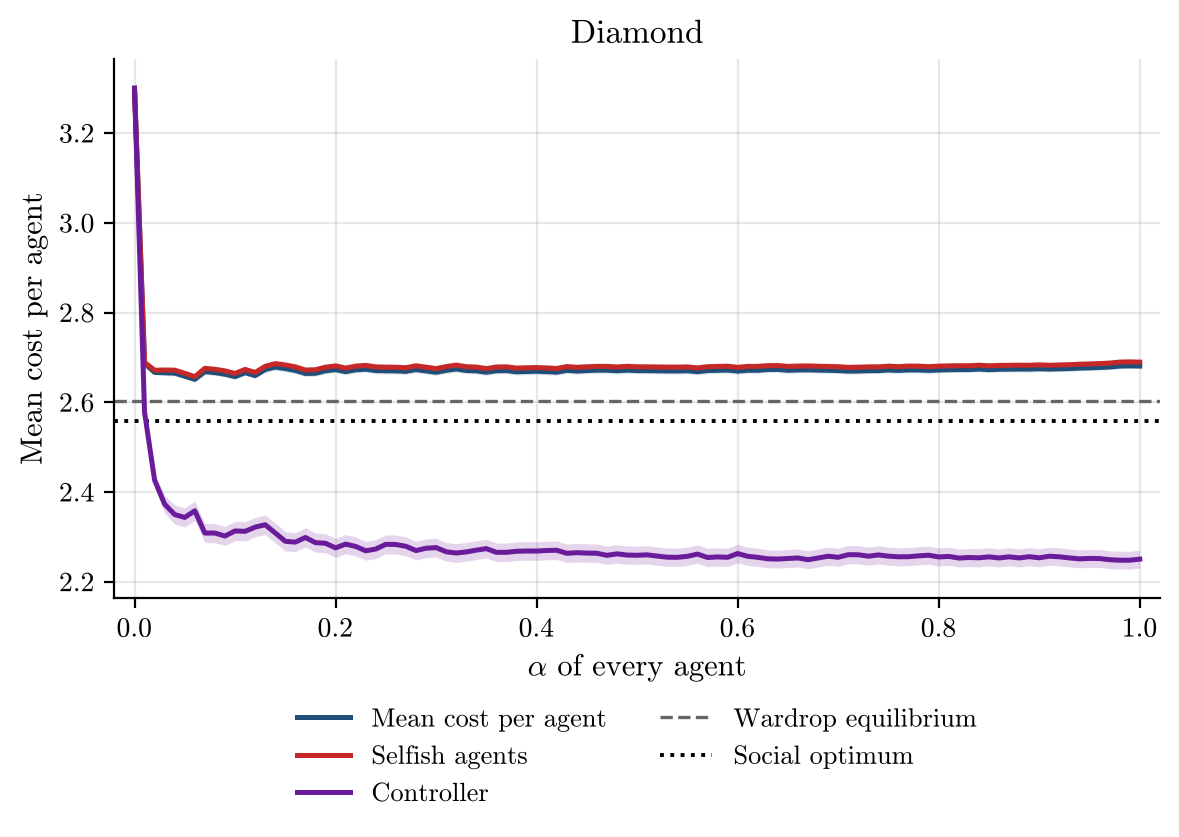 Diamond
Mean cost per agent
3.2
3.0
2.8
2.6
2.4
2.2
0.0 0.2 0.4 0.6 0.8 1.0
α of every agent
Mean cost per agent
Selfish agents
Controller
Wardrop equilibrium
Social optimum